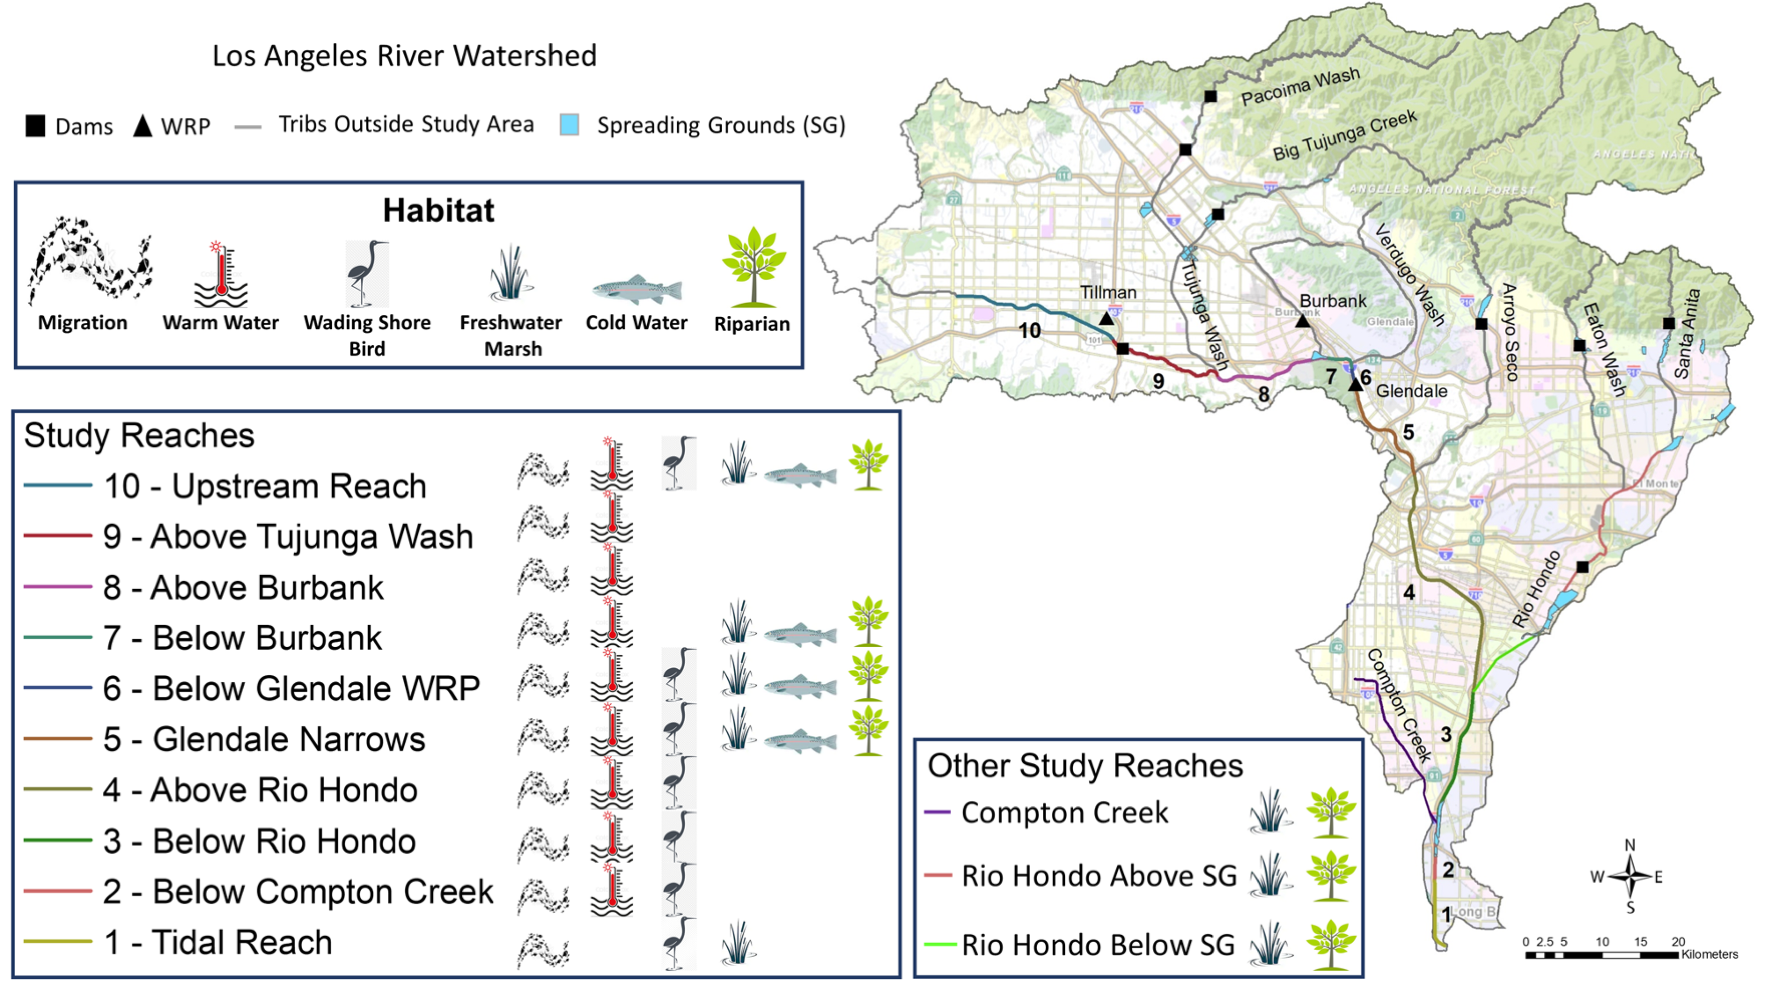 Los Angeles River Watershed
Dams
WRP
Tribs Outside Study Area
Spreading Grounds (SG)
Habitat
Migration
Warm Water
Wading Shore
Bird
Freshwater
Marsh
Cold Water
Riparian
Study Reaches
10 - Upstream Reach
9 - Above Tujunga Wash
8 - Above Burbank
7 - Below Burbank
6 - Below Glendale WRP
5 - Glendale Narrows
4 - Above Rio Hondo
3 - Below Rio Hondo
2 - Below Compton Creek
1 - Tidal Reach
Other Study Reaches
Compton Creek
Rio Hondo Above SG
Rio Hondo Below SG
Pacoima Wash
Big Tujunga Creek
ANGELES NATIONAL FOREST
Verdugo Wash
Tujunga Wash
Tillman
Burbank
Burbank
Glendale
Glendale
Arroyo Seco
Eaton Wash
Santa Anita
El Monte
Rio Hondo
Compton Creek
Long B
10
9
8
7
6
5
4
3
2
1
101
N
W
E
S
0 2.5 5 10 15 20
Kilometers